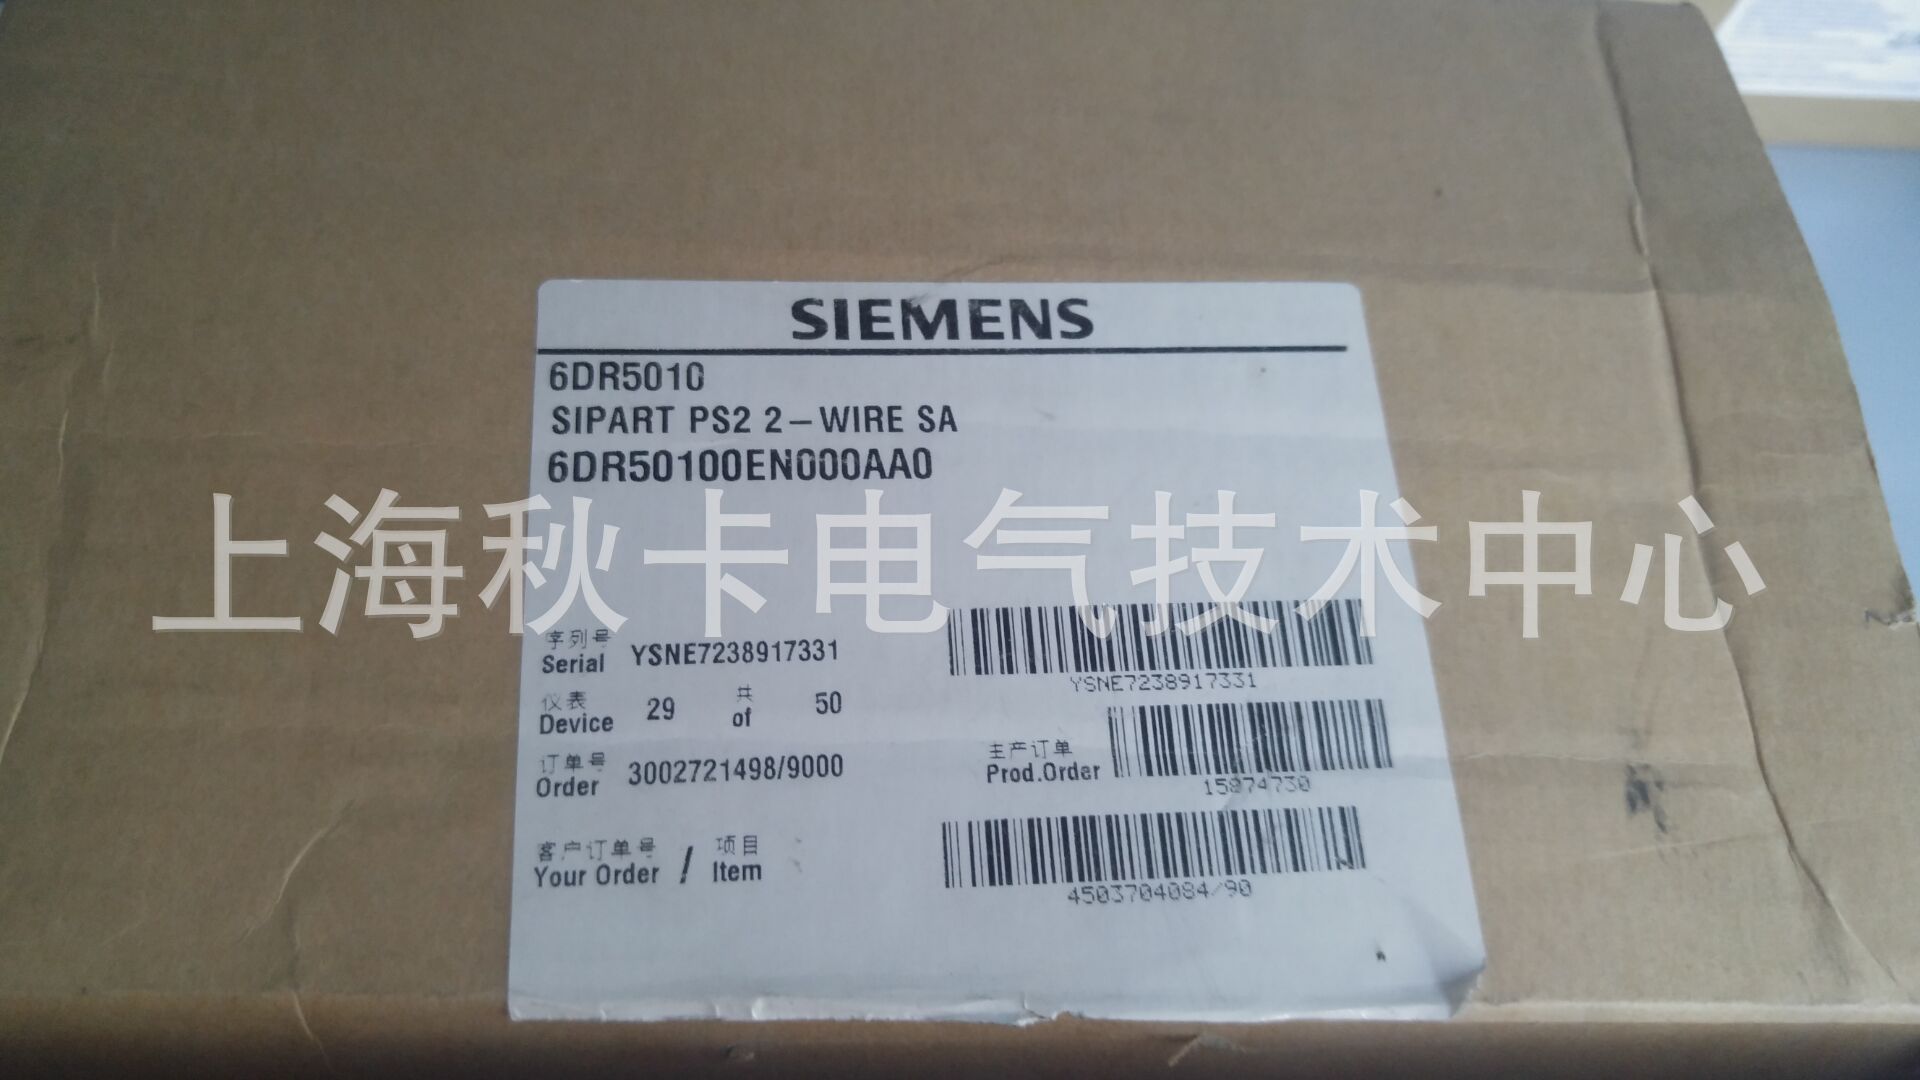 SIEMENS
6DR5010
SIPART PS2 2-WIRE SA
6DR50100EN000AA0
上海秋卡电气技术中心
序列号
Serial YSNE7238917331
YSNE7238917331
仪表 共
Device 29 of 50
订单号
Order 3002721498/9000
生产订单
Prod.Order
15874730
客户订单号 / 项目
Your Order / Item
4503704084/90